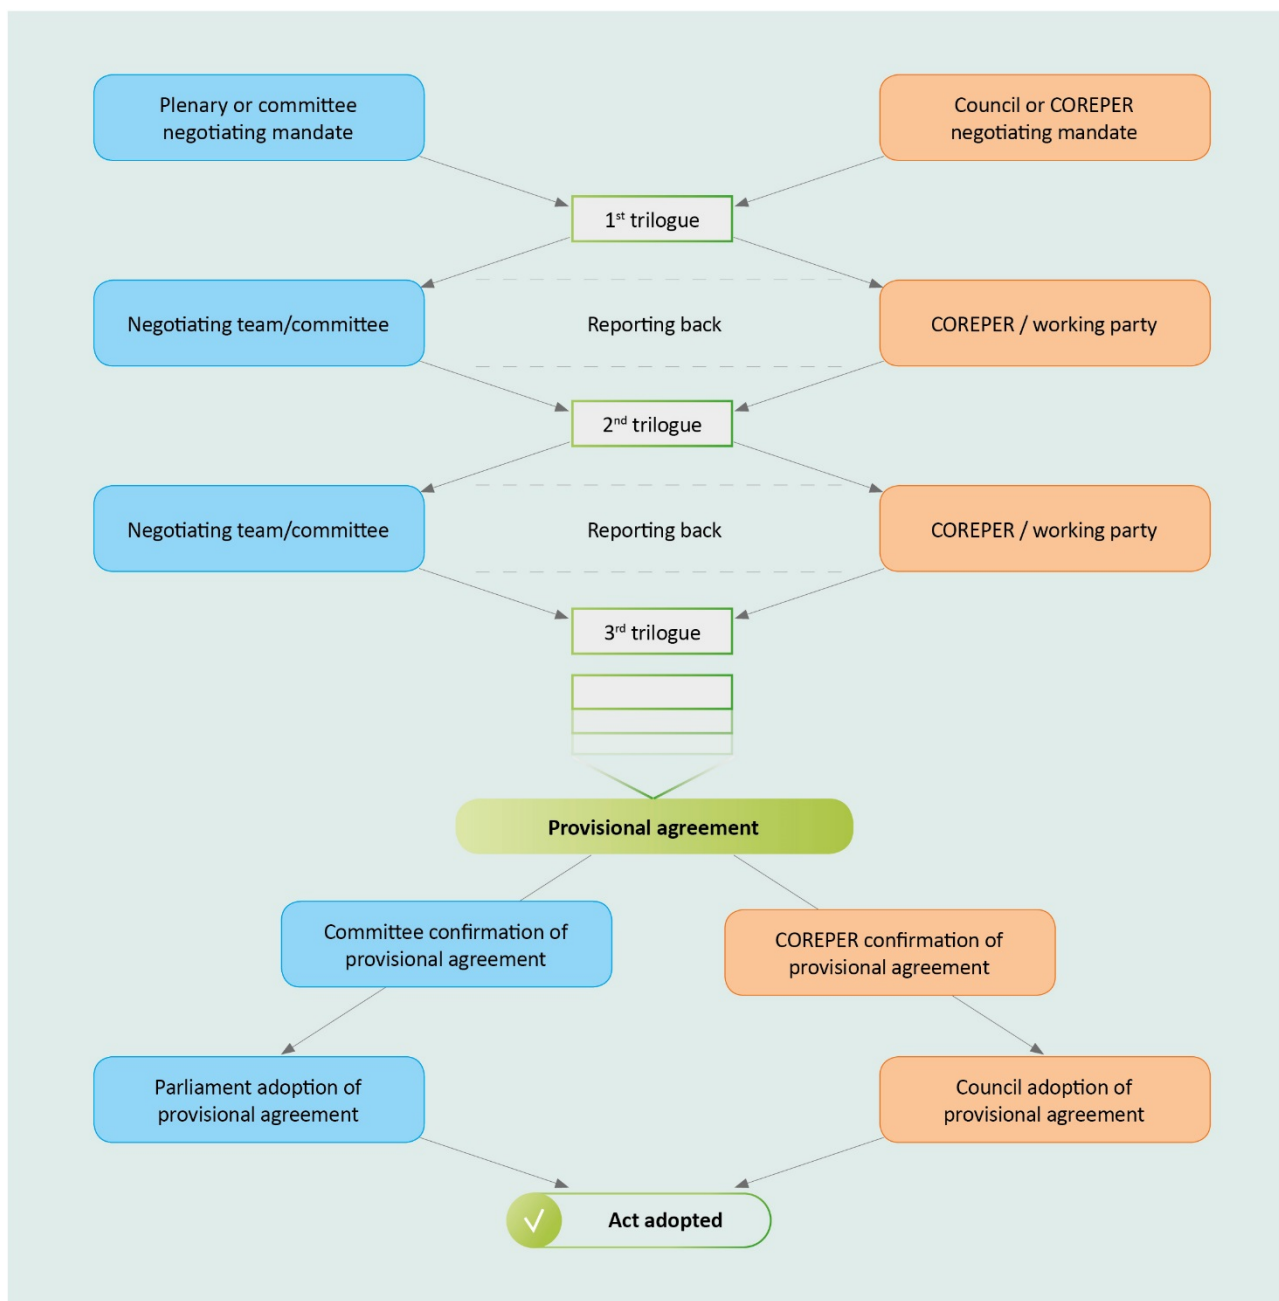 Plenary or committee
negotiating mandate
Council or COREPER
negotiating mandate
1st trilogue
Negotiating team/committee
Reporting back
COREPER / working party
2nd trilogue
Negotiating team/committee
Reporting back
COREPER / working party
3rd trilogue
Provisional agreement
Committee confirmation of
provisional agreement
COREPER confirmation of
provisional agreement
Parliament adoption of
provisional agreement
Council adoption of
provisional agreement
Act adopted